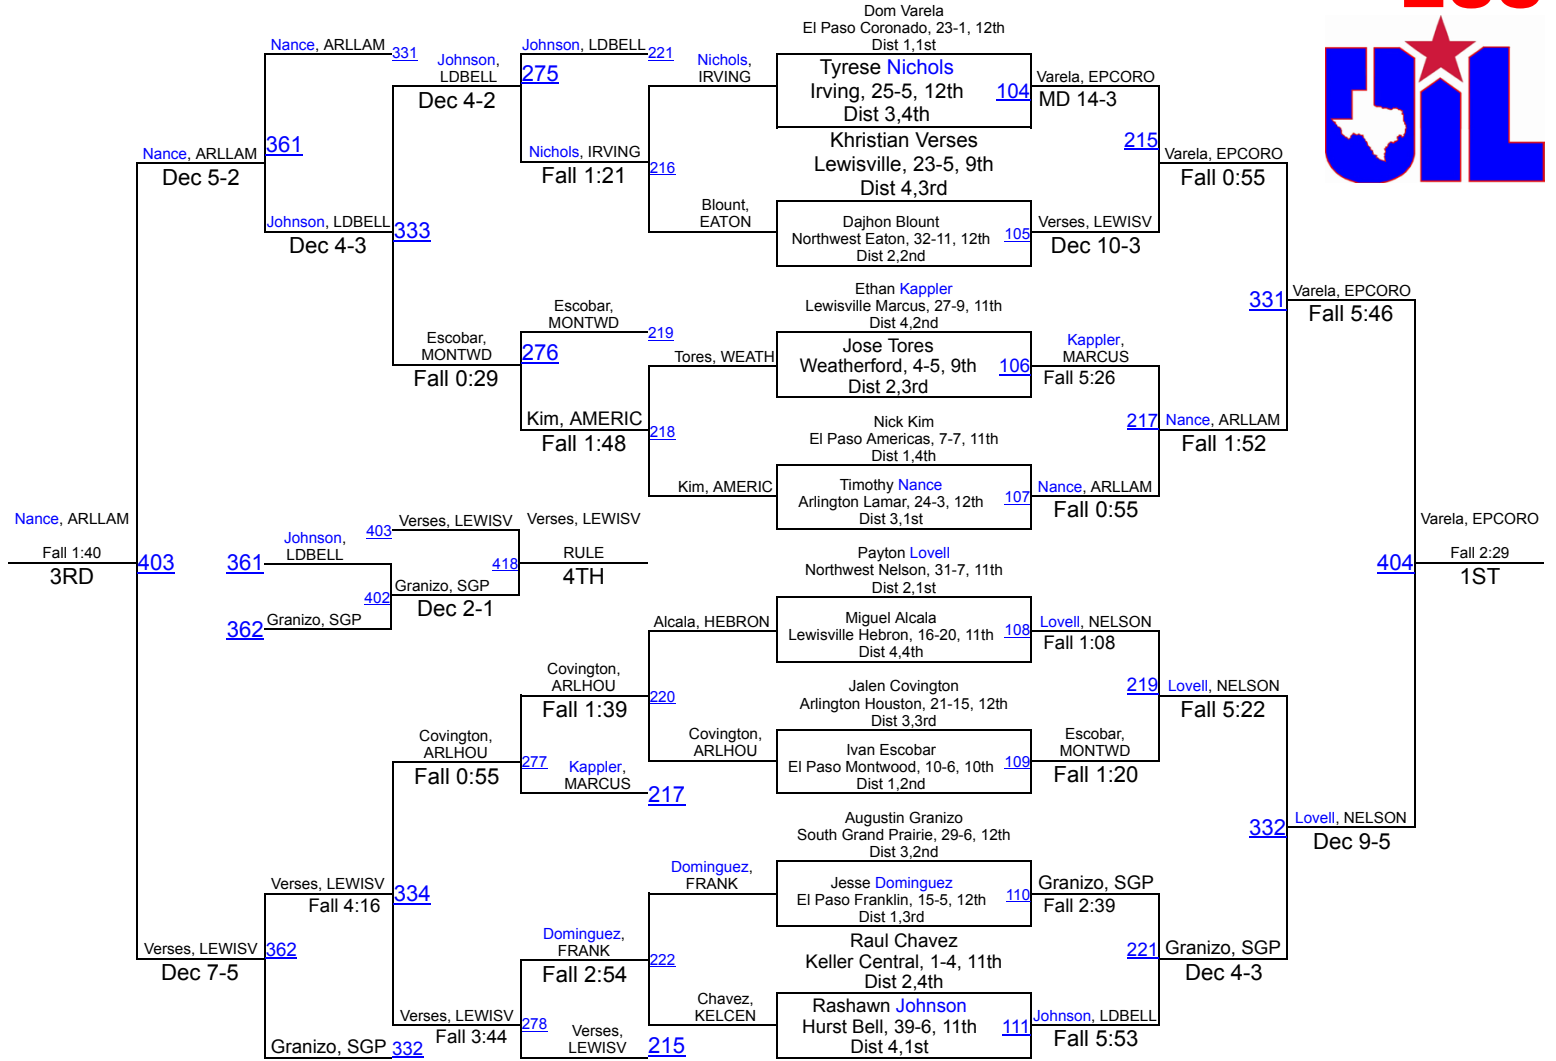 Dom Varela
El Paso Coronado, 23-1, 12th
Dist 1,1st
Tyrese Nichols
Irving, 25-5, 12th
Dist 3,4th
104
Khristian Verses
Lewisville, 23-5, 9th
Dist 4,3rd
Dajhon Blount
Northwest Eaton, 32-11, 12th
Dist 2,2nd
105
Ethan Kappler
Lewisville Marcus, 27-9, 11th
Dist 4,2nd
Jose Tores
Weatherford, 4-5, 9th
Dist 2,3rd
106
Nick Kim
El Paso Americas, 7-7, 11th
Dist 1,4th
Timothy Nance
Arlington Lamar, 24-3, 12th
Dist 3,1st
107
Payton Lovell
Northwest Nelson, 31-7, 11th
Dist 2,1st
Miguel Alcala
Lewisville Hebron, 16-20, 11th
Dist 4,4th
108
Jalen Covington
Arlington Houston, 21-15, 12th
Dist 3,3rd
Ivan Escobar
El Paso Montwood, 10-6, 10th
Dist 1,2nd
109
Augustin Granizo
South Grand Prairie, 29-6, 12th
Dist 3,2nd
Jesse Dominguez
El Paso Franklin, 15-5, 12th
Dist 1,3rd
110
Raul Chavez
Keller Central, 1-4, 11th
Dist 2,4th
Rashawn Johnson
Hurst Bell, 39-6, 11th
Dist 4,1st
111
Varela, EPCORO
MD 14-3
215
Verses, LEWISV
Dec 10-3
Kappler,
MARCUS
Fall 5:26
217
Nance, ARLLAM
Fall 0:55
Lovell, NELSON
Fall 1:08
219
Escobar,
MONTWD
Fall 1:20
Granizo, SGP
Fall 2:39
221
Johnson, LDBELL
Fall 5:53
Varela, EPCORO
Fall 0:55
331
Nance, ARLLAM
Fall 1:52
Lovell, NELSON
Fall 5:22
332
Granizo, SGP
Dec 4-3
Varela, EPCORO
Fall 5:46
404
Lovell, NELSON
Dec 9-5
Varela, EPCORO
Fall 2:29
1ST
UIL
Nichols,
IRVING
216
Blount,
EATON
Tores, WEATH
218
Kim, AMERIC
Alcala, HEBRON
220
Covington,
ARLHOU
Dominguez,
FRANK
222
Chavez,
KELCEN
Johnson, LDBELL
221
275
Nichols, IRVING
Fall 1:21
Escobar,
MONTWD
219
276
Kim, AMERIC
Fall 1:48
Covington,
ARLHOU
Fall 1:39
277
Kappler,
MARCUS
217
Dominguez,
FRANK
Fall 2:54
278
Verses,
LEWISV
215
Johnson,
LDBELL
Dec 4-2
333
Escobar,
MONTWD
Fall 0:29
Covington,
ARLHOU
Fall 0:55
334
Verses, LEWISV
Fall 3:44
Nance, ARLLAM
331
361
Johnson, LDBELL
Dec 4-3
Verses, LEWISV
Fall 4:16
362
Granizo, SGP
332
Nance, ARLLAM
Dec 5-2
403
Verses, LEWISV
Dec 7-5
Nance, ARLLAM
Fall 1:40
3RD
361
Johnson,
LDBELL
402
362
Granizo, SGP
403
Verses, LEWISV
418
Granizo, SGP
Dec 2-1
Verses, LEWISV
RULE
4TH